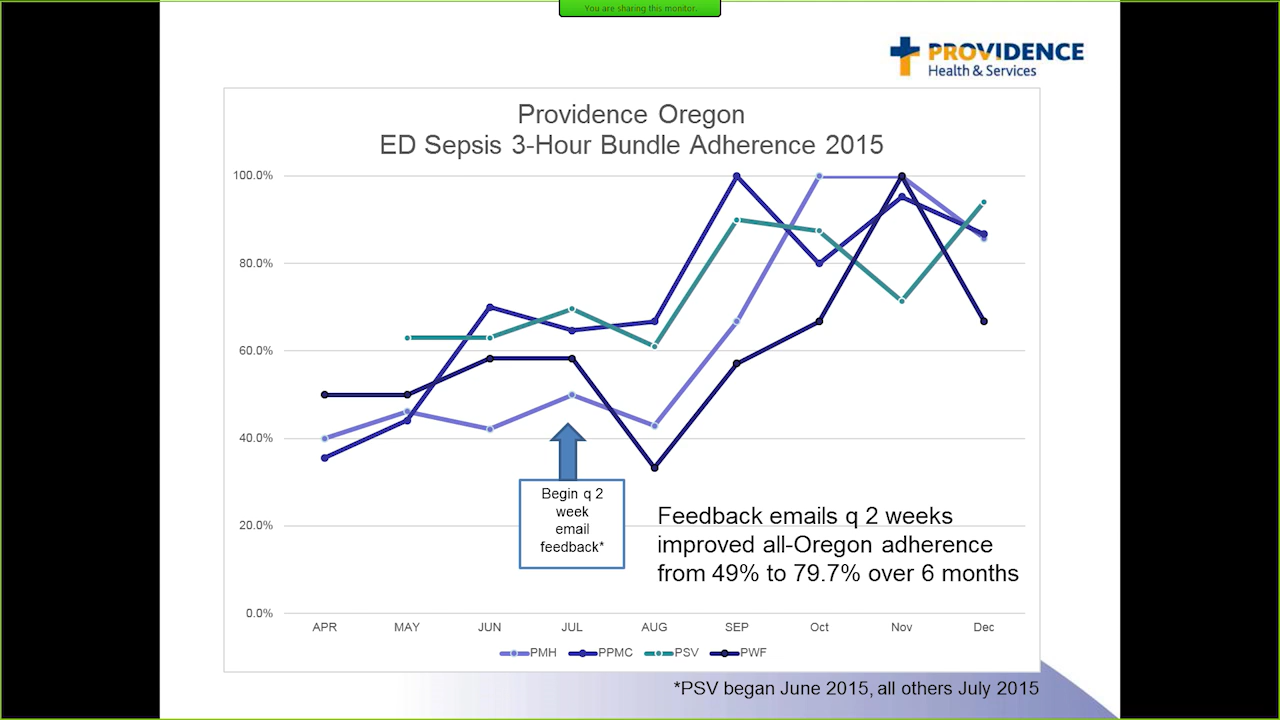 You are sharing this monitor.
PROVIDENCE
Health & Services
Providence Oregon
ED Sepsis 3-Hour Bundle Adherence 2015
100.0%
80.0%
60.0%
40.0%
20.0%
0.0%
Begin q 2
week
email
feedback*
Feedback emails q 2 weeks
improved all-Oregon adherence
from 49% to 79.7% over 6 months
APR MAY JUN JUL AUG SEP Oct Nov Dec
PMH PPMC PSV PWF
*PSV began June 2015, all others July 2015